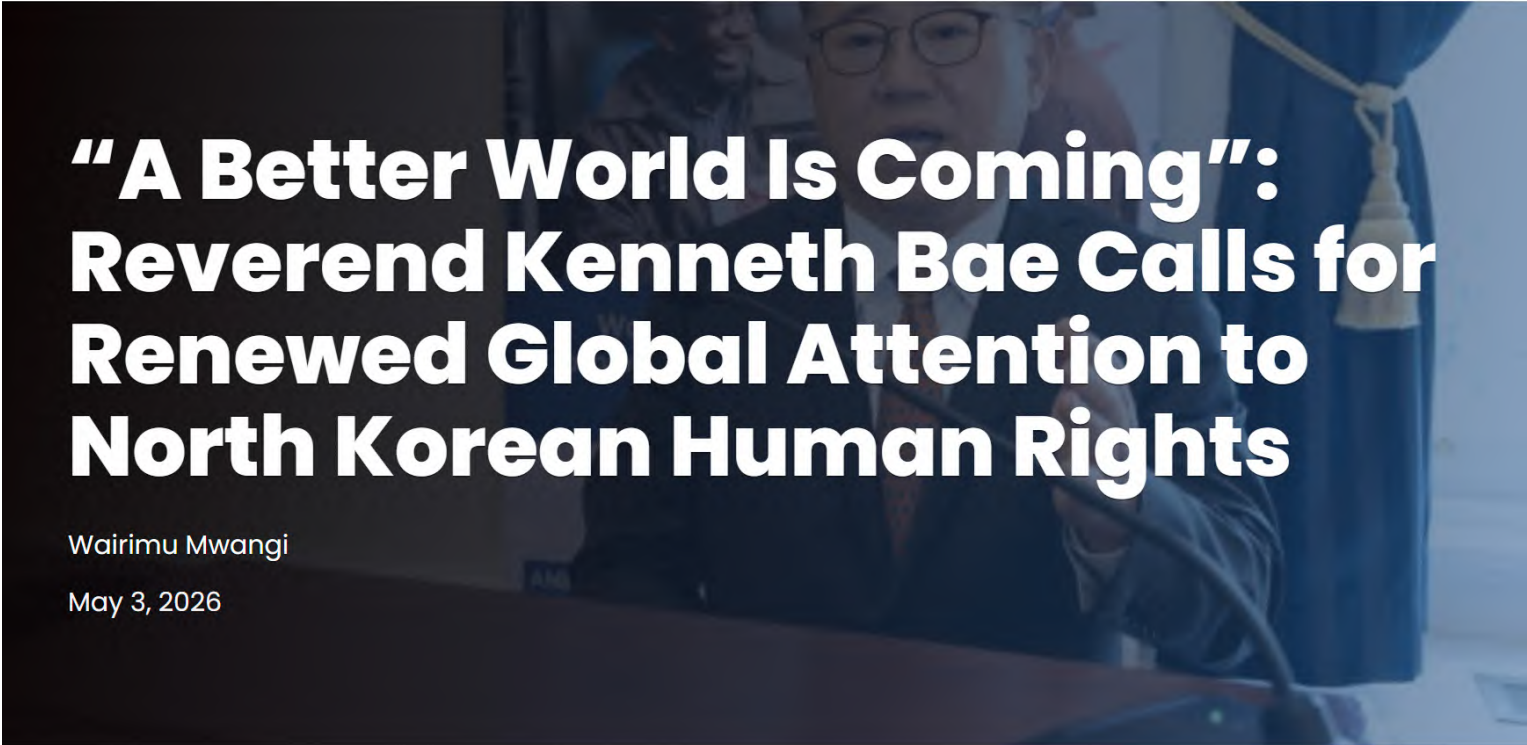 “A Better World Is Coming”:
Reverend Kenneth Bae Calls for
Renewed Global Attention to
North Korean Human Rights
Wairimu Mwangi
May 3, 2026